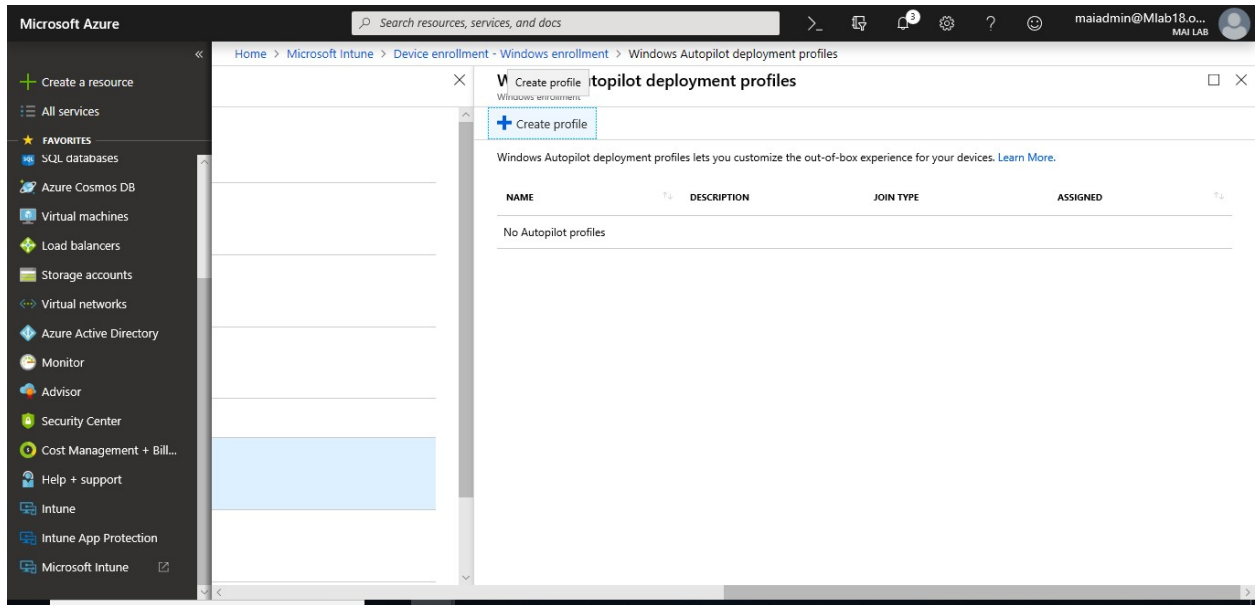 Microsoft Azure
Search resources, services, and docs
3
maiadmin@Mlab18.o...
MAI LAB
Home > Microsoft Intune > Device enrollment - Windows enrollment > Windows Autopilot deployment profiles
Create a resource
All services
FAVORITES
SQL databases
Azure Cosmos DB
Virtual machines
Load balancers
Storage accounts
Virtual networks
Azure Active Directory
Monitor
Advisor
Security Center
Cost Management + Bill...
Help + support
Intune
Intune App Protection
Microsoft Intune
topilot deployment profiles
Create profile
Windows enrollment
Create profile
Windows Autopilot deployment profiles lets you customize the out-of-box experience for your devices. Learn More.
NAME DESCRIPTION JOIN TYPE ASSIGNED
No Autopilot profiles